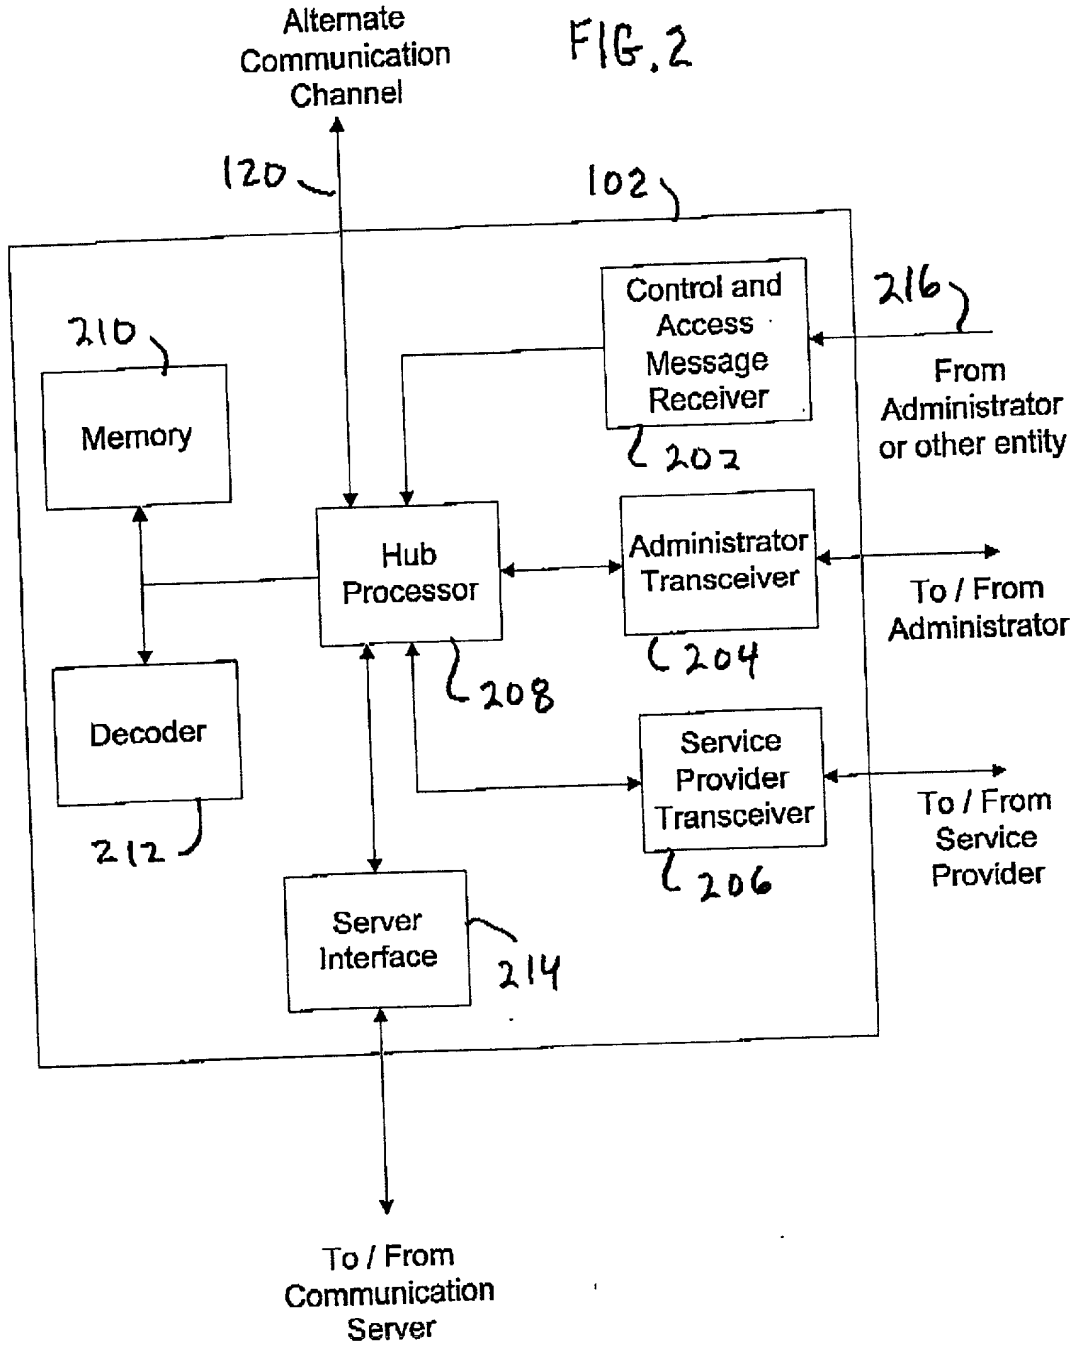 Alternate
Communication
Channel
FIG. 2
120
102
Control and
Access
Message
Receiver
216
From
Administrator
or other entity
202
210
Memory
Hub
Processor
208
Administrator
Transceiver
204
To / From
Administrator
Decoder
212
Service
Provider
Transceiver
206
To / From
Service
Provider
Server
Interface
214
To / From
Communication
Server